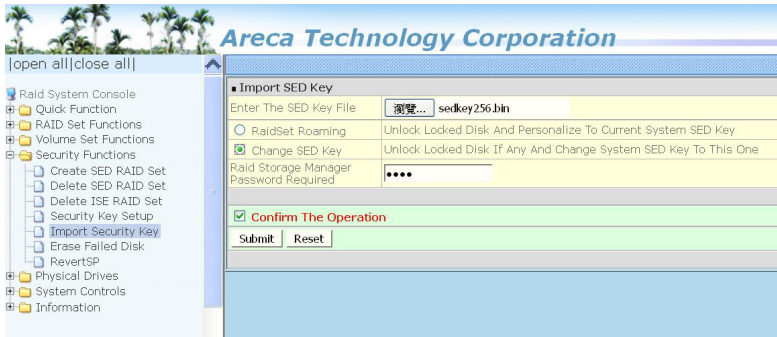 Areca Technology Corporation
|open all|close all|
Raid System Console
Quick Function
RAID Set Functions
Volume Set Functions
Security Functions
Create SED RAID Set
Delete SED RAID Set
Delete ISE RAID Set
Security Key Setup
Import Security Key
Erase Failed Disk
RevertSP
Physical Drives
System Controls
Information
Import SED Key
Enter The SED Key File 瀏覽... sedkey256.bin
RaidSet Roaming Unlock Locked Disk And Personalize To Current System SED Key
Change SED Key Unlock Locked Disk If Any And Change System SED Key To This One
Raid Storage Manager
Password Required ••••
Confirm The Operation
Submit Reset